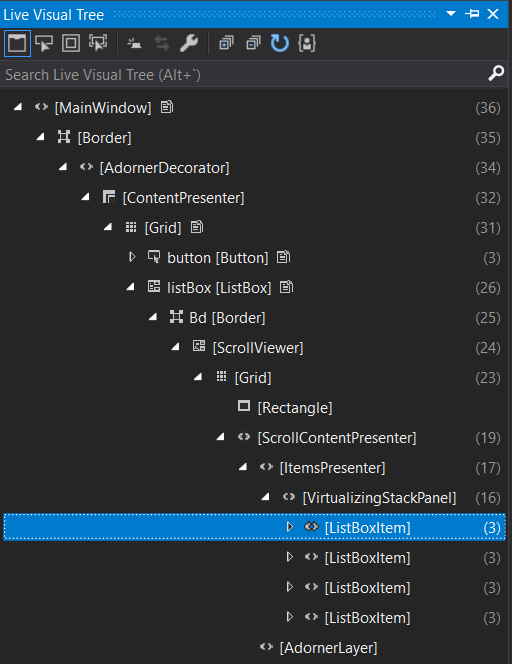 Live Visual Tree
Search Live Visual Tree (Alt+`)
[MainWindow] (36)
[Border] (35)
[AdornerDecorator] (34)
[ContentPresenter] (32)
[Grid] (31)
button [Button] (3)
listBox [ListBox] (26)
Bd [Border] (25)
[ScrollViewer] (24)
[Grid] (23)
[Rectangle]
[ScrollContentPresenter] (19)
[ItemsPresenter] (17)
[VirtualizingStackPanel] (16)
[ListBoxItem] (3)
[ListBoxItem] (3)
[ListBoxItem] (3)
[ListBoxItem] (3)
[AdornerLayer]